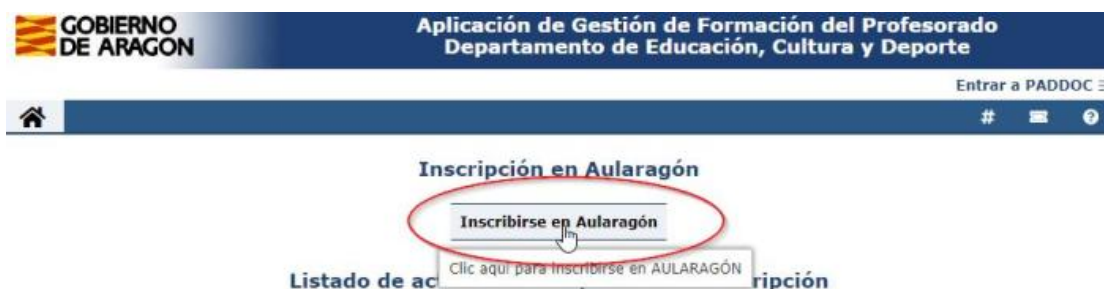 GOBIERNO
DE ARAGON
Aplicación de Gestión de Formación del Profesorado
Departamento de Educación, Cultura y Deporte
Entrar a PADDOC
#
?
Inscripción en Aularagón
Inscribirse en Aularagón
Clic aquí para inscribirse en AULARAGÓN
Listado de ac ripción